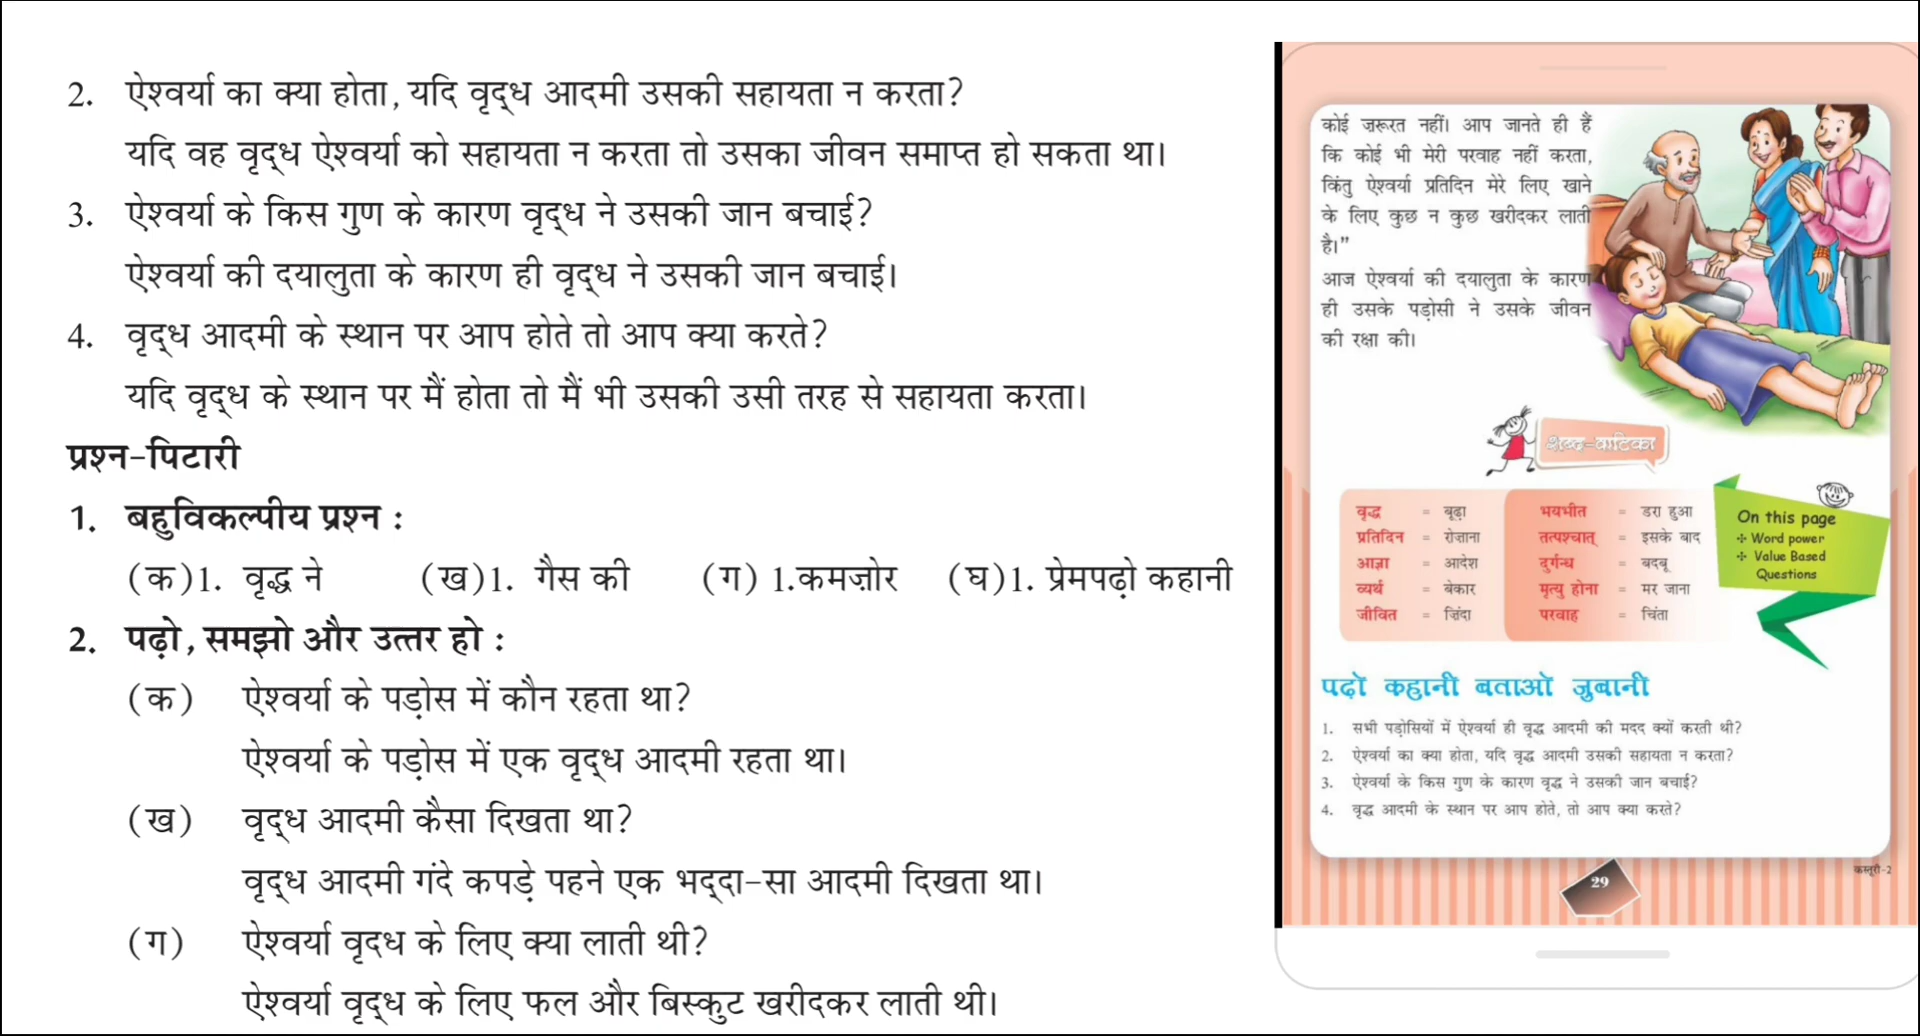 2. ऐश्वर्या का क्या होता, यदि वृद्ध आदमी उसकी सहायता न करता?
यदि वह वृद्ध ऐश्वर्या को सहायता न करता तो उसका जीवन समाप्त हो सकता था।
3. ऐश्वर्या के किस गुण के कारण वृद्ध ने उसकी जान बचाई?
ऐश्वर्या की दयालुता के कारण ही वृद्ध ने उसकी जान बचाई।
4. वृद्ध आदमी के स्थान पर आप होते तो आप क्या करते?
यदि वृद्ध के स्थान पर मैं होता तो मैं भी उसकी उसी तरह से सहायता करता।
प्रश्न-पिटारी
1. बहुविकल्पीय प्रश्न :
(क)1. वृद्ध ने (ख)1. गैस की (ग) 1.कमज़ोर (घ)1. प्रेमपढ़ो कहानी
2. पढ़ो, समझो और उत्तर हो :
(क) ऐश्वर्या के पड़ोस में कौन रहता था?
ऐश्वर्या के पड़ोस में एक वृद्ध आदमी रहता था।
(ख) वृद्ध आदमी कैसा दिखता था?
वृद्ध आदमी गंदे कपड़े पहने एक भद्दा-सा आदमी दिखता था।
(ग) ऐश्वर्या वृदध के लिए क्या लाती थी?
ऐश्वर्या वृद्ध के लिए फल और बिस्कुट खरीदकर लाती थी।
कोई ज़रूरत नहीं। आप जानते ही हैं
कि कोई भी मेरी परवाह नहीं करता,
किंतु ऐश्वर्या प्रतिदिन मेरे लिए खाने
के लिए कुछ न कुछ खरीदकर लाती
है।”
आज ऐश्वर्या की दयालुता के कारण
ही उसके पड़ोसी ने उसके जीवन
की रक्षा की।
शब्द-वाटिका
वृद्ध = बूढ़ा भयभीत = डरा हुआ
प्रतिदिन = रोज़ाना तत्पश्चात् = इसके बाद
आज्ञा = आदेश दुर्गन्ध = बदबू
व्यर्थ = बेकार मृत्यु होना = मर जाना
जीवित = ज़िंदा परवाह = चिंता
On this page
✣ Word power
✣ Value Based
Questions
पढ़ो कहानी बताओ जुबानी
1. सभी पड़ोसियों में ऐश्वर्या ही वृद्ध आदमी की मदद क्यों करती थी?
2. ऐश्वर्या का क्या होता, यदि वृद्ध आदमी उसकी सहायता न करता?
3. ऐश्वर्या के किस गुण के कारण वृद्ध ने उसकी जान बचाई?
4. वृद्ध आदमी के स्थान पर आप होते, तो आप क्या करते?
कस्तूरी-2
29